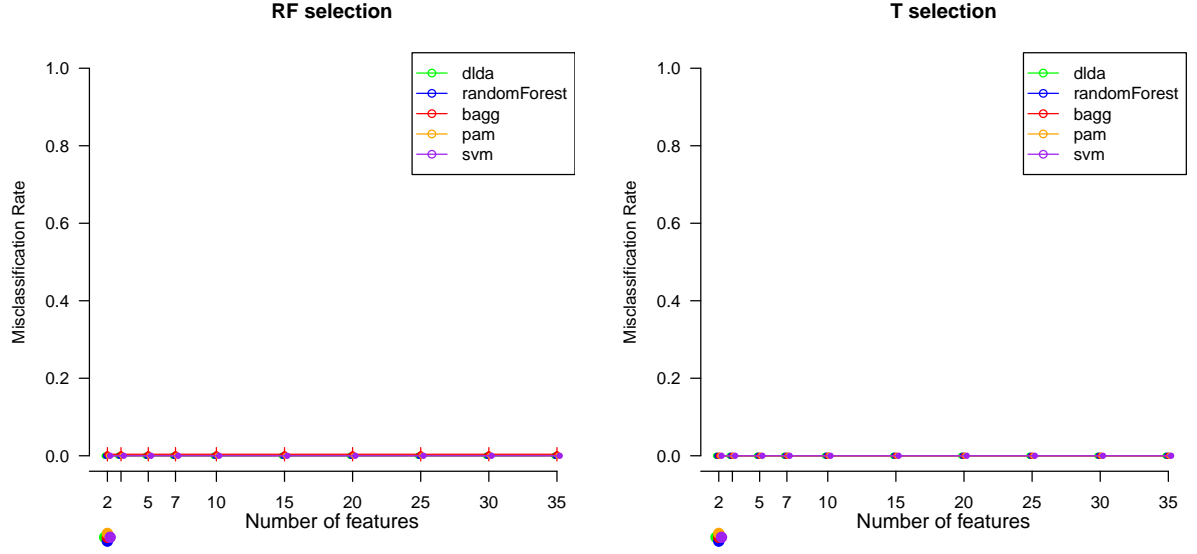 RF selection
1.0
0.8
0.6
0.4
0.2
0.0
Misclassification Rate
dlda
randomForest
bagg
pam
svm
2 5 7 10 15 20 25 30 35
Number of features
T selection
1.0
0.8
0.6
0.4
0.2
0.0
Misclassification Rate
dlda
randomForest
bagg
pam
svm
2 5 7 10 15 20 25 30 35
Number of features